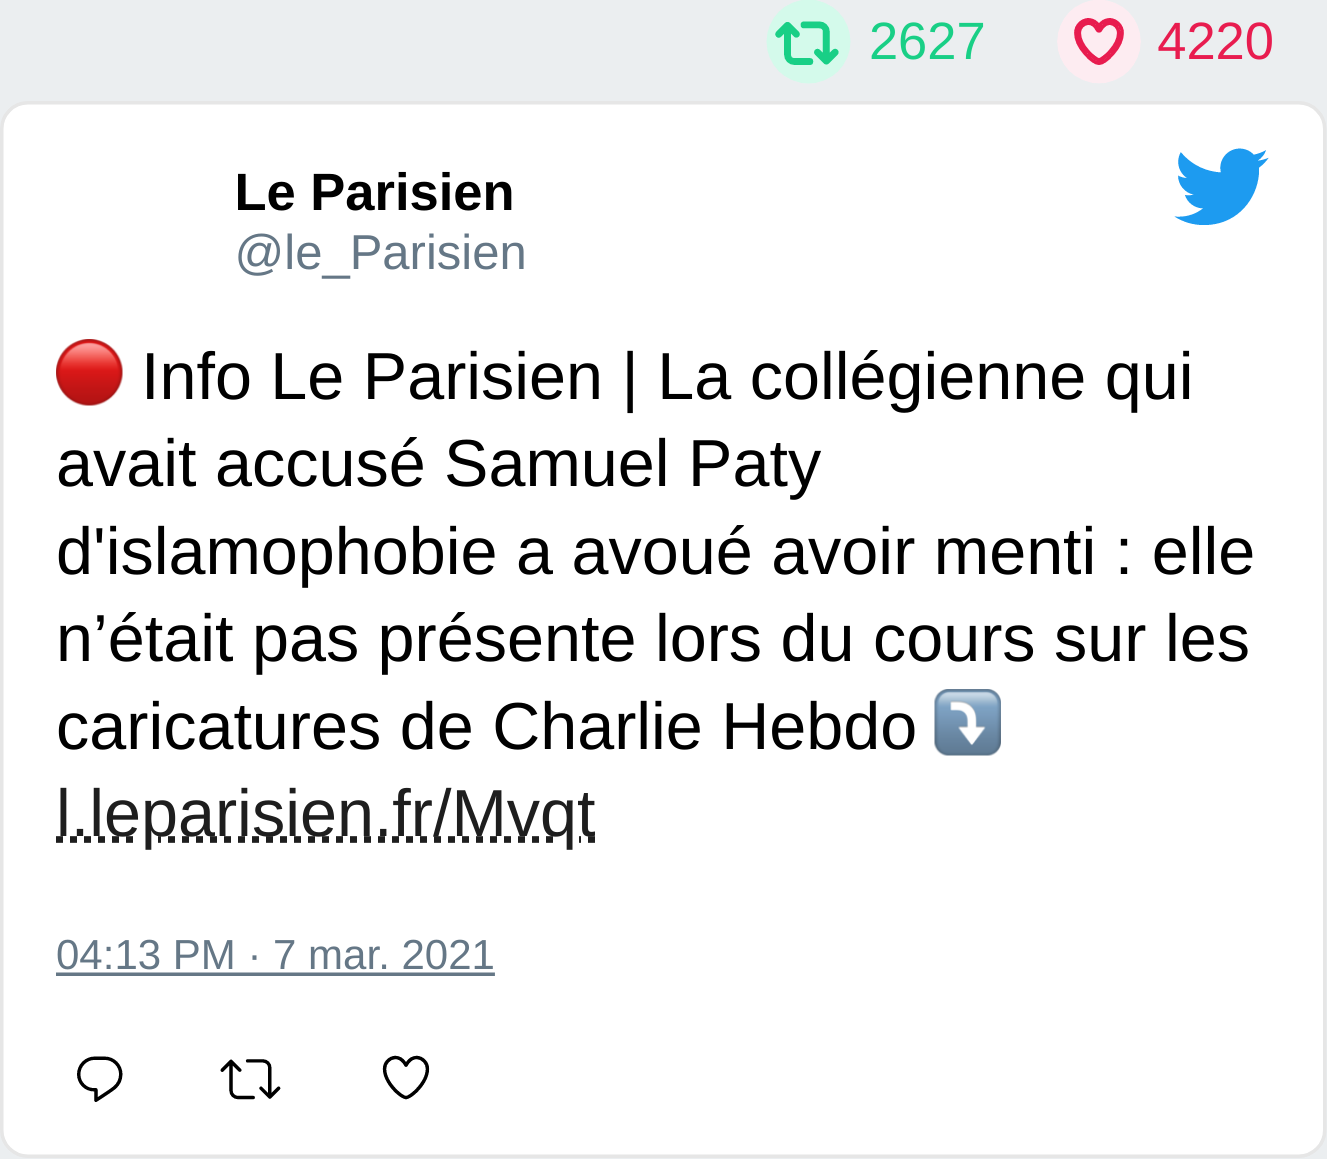 2627 4220
Le Parisien
@le_Parisien
🔴 Info Le Parisien | La collégienne qui
avait accusé Samuel Paty
d'islamophobie a avoué avoir menti : elle
n’était pas présente lors du cours sur les
caricatures de Charlie Hebdo ⤵️
l.leparisien.fr/Mvqt
04:13 PM · 7 mar. 2021